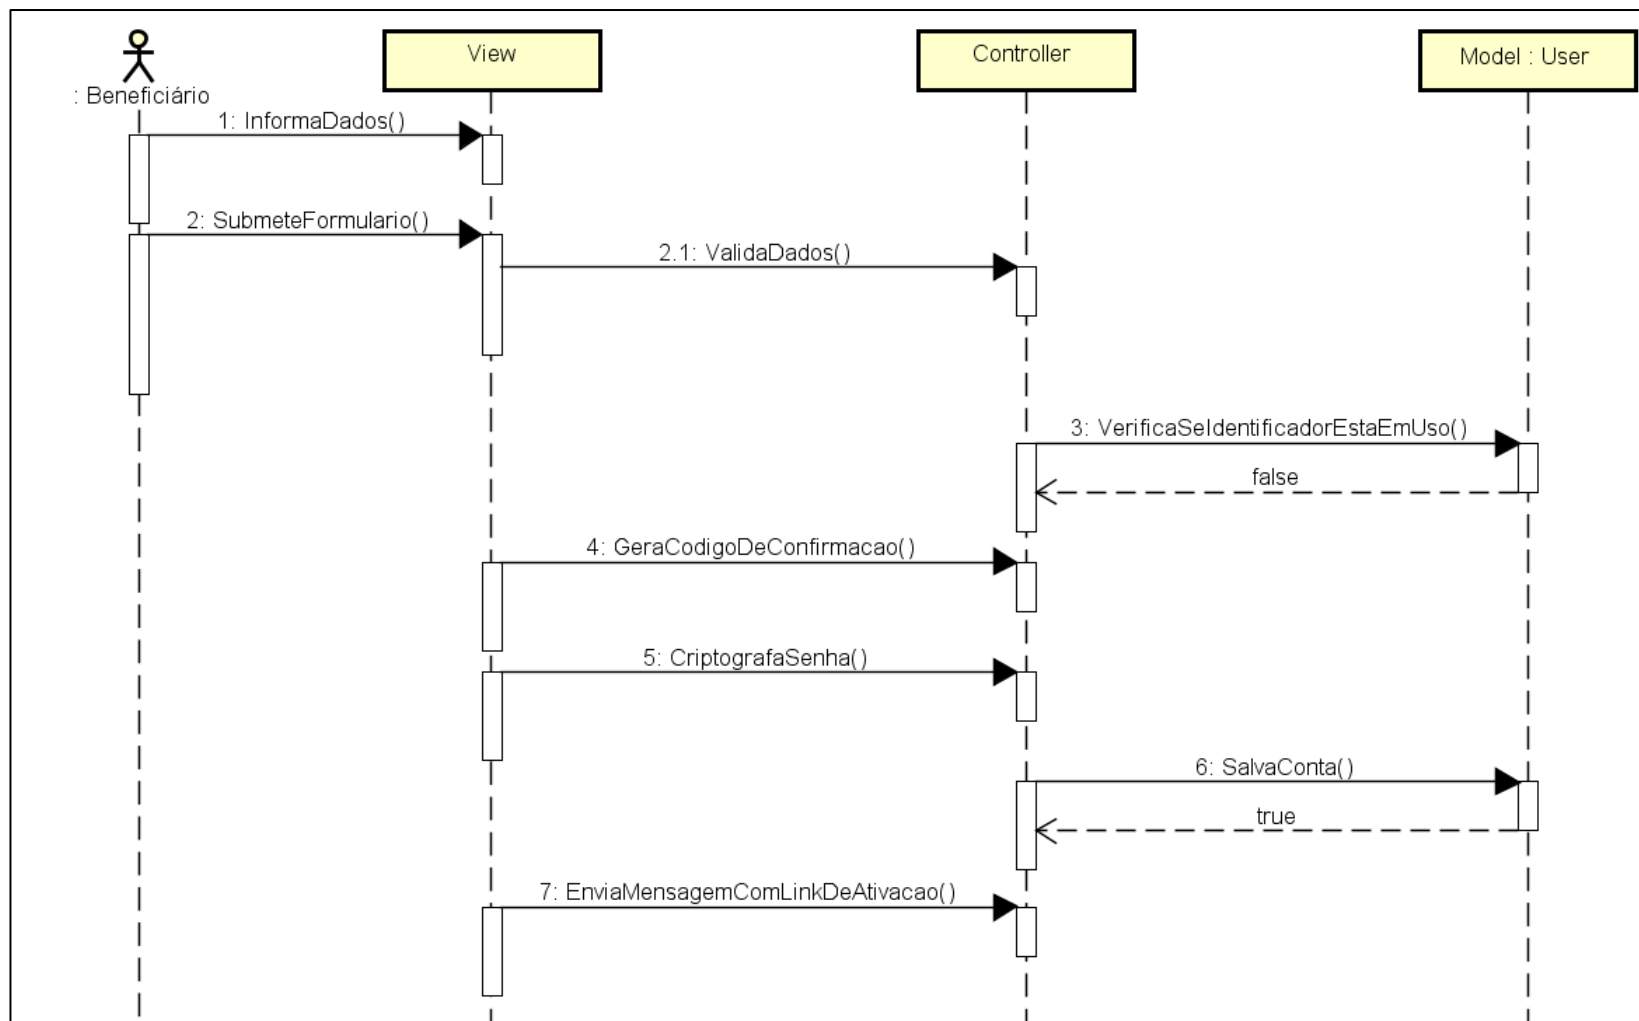 View
Controller
Model : User
: Beneficiário
1: InformaDados()
2: SubmeteFormulario()
2.1: ValidaDados()
3: VerificaSeIdentificadorEstaEmUso()
false
4: GeraCodigoDeConfirmacao()
5: CriptografaSenha()
6: SalvaConta()
true
7: EnviaMensagemComLinkDeAtivacao()